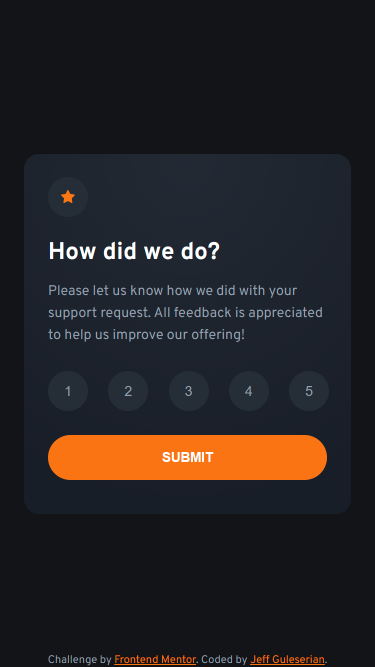 How did we do?
Please let us know how we did with your
support request. All feedback is appreciated
to help us improve our offering!
1 2 3 4 5
SUBMIT
Challenge by Frontend Mentor. Coded by Jeff Guleserian.